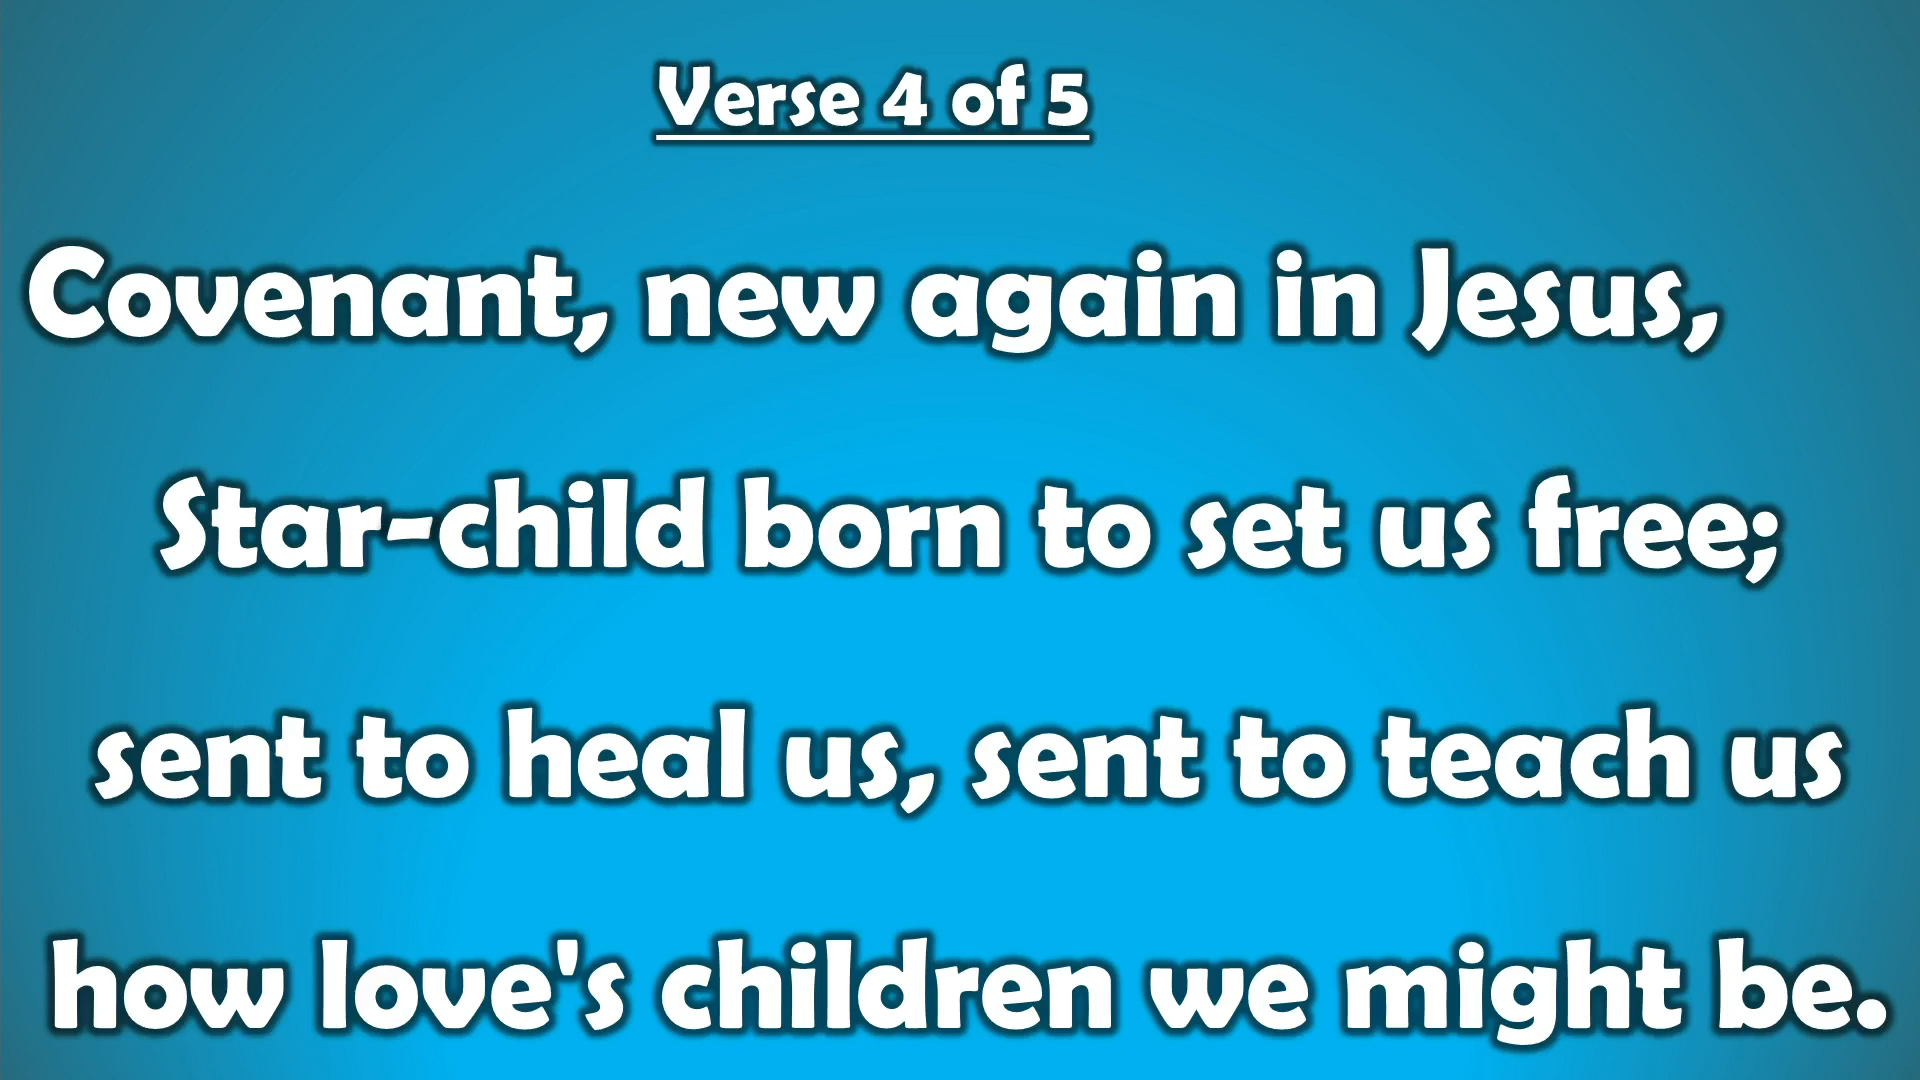 Verse 4 of 5
Covenant, new again in Jesus,
Star-child born to set us free;
sent to heal us, sent to teach us
how love's children we might be.